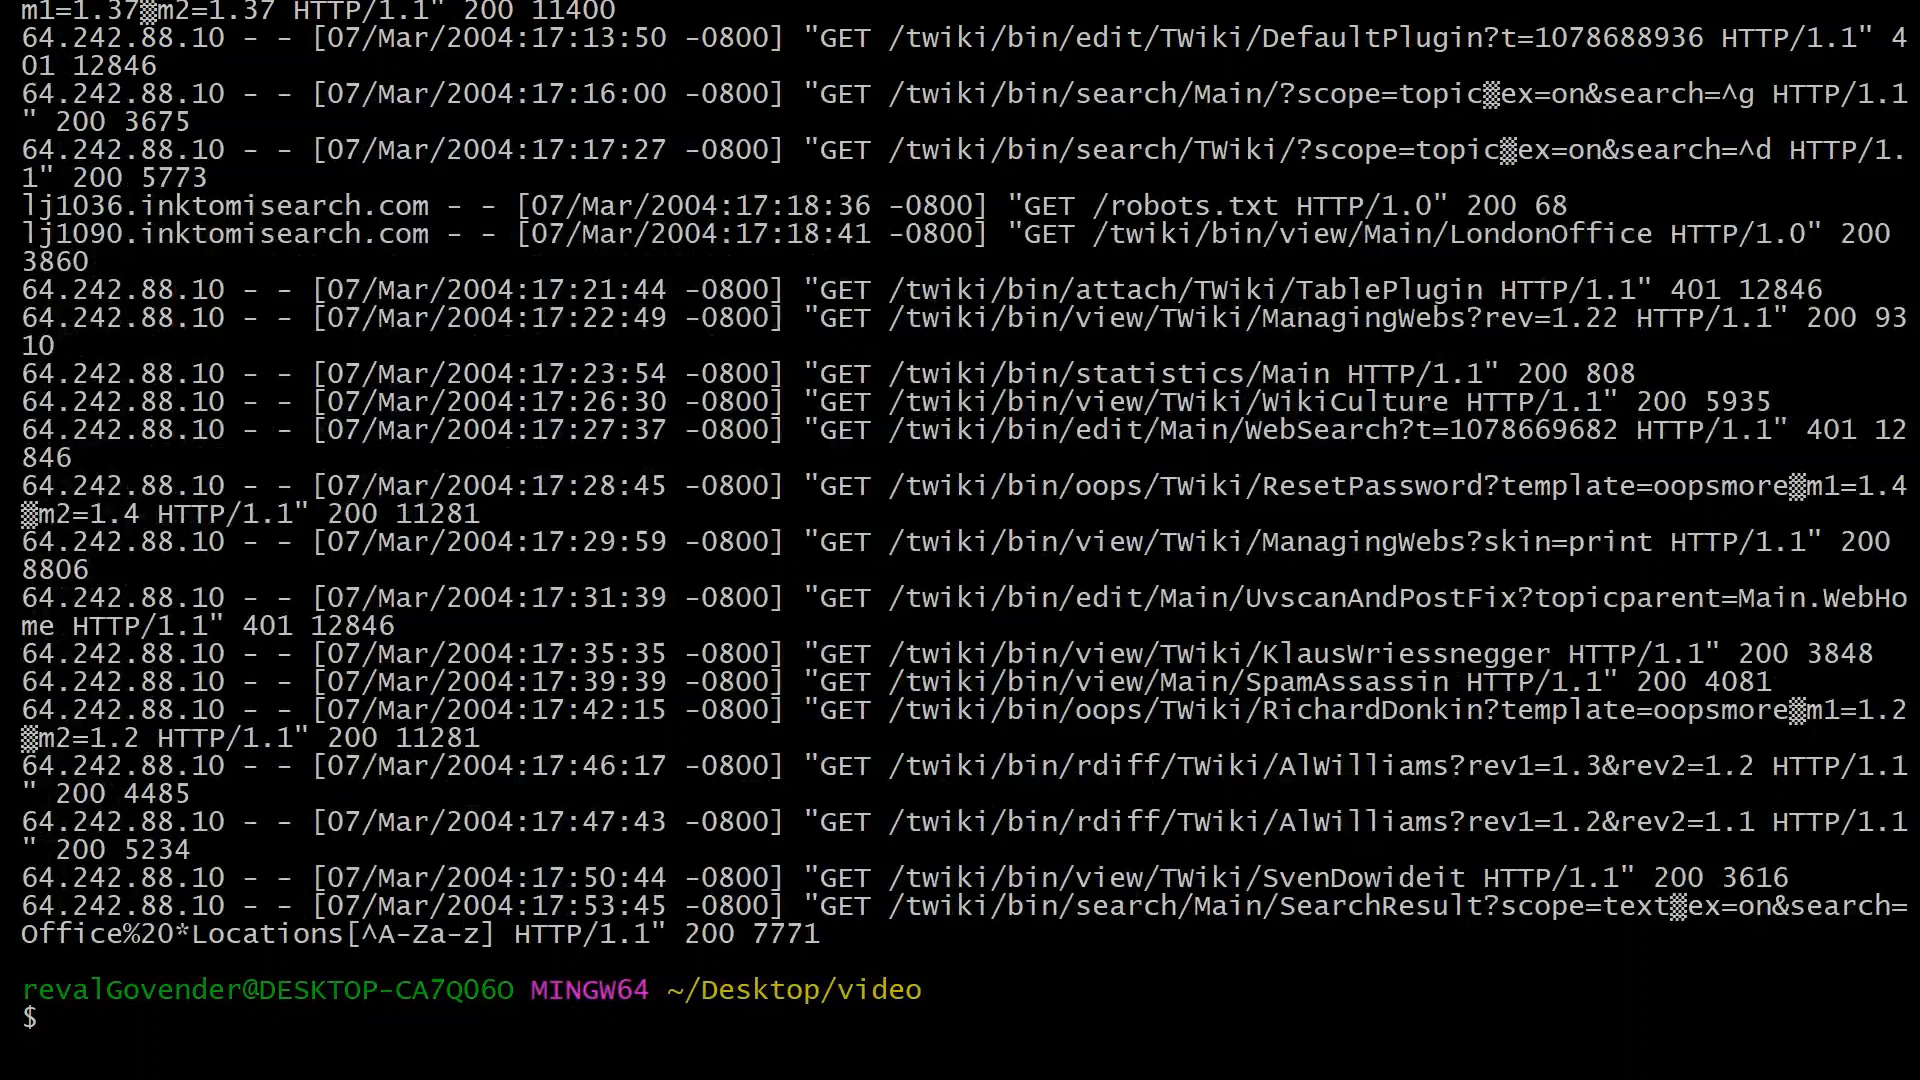 m1=1.37▒m2=1.37 HTTP/1.1" 200 11400
64.242.88.10 - - [07/Mar/2004:17:13:50 -0800] "GET /twiki/bin/edit/TWiki/DefaultPlugin?t=1078688936 HTTP/1.1" 4
01 12846
64.242.88.10 - - [07/Mar/2004:17:16:00 -0800] "GET /twiki/bin/search/Main/?scope=topic▒ex=on&search=^g HTTP/1.1
" 200 3675
64.242.88.10 - - [07/Mar/2004:17:17:27 -0800] "GET /twiki/bin/search/TWiki/?scope=topic▒ex=on&search=^d HTTP/1.
1" 200 5773
lj1036.inktomisearch.com - - [07/Mar/2004:17:18:36 -0800] "GET /robots.txt HTTP/1.0" 200 68
lj1090.inktomisearch.com - - [07/Mar/2004:17:18:41 -0800] "GET /twiki/bin/view/Main/LondonOffice HTTP/1.0" 200
3860
64.242.88.10 - - [07/Mar/2004:17:21:44 -0800] "GET /twiki/bin/attach/TWiki/TablePlugin HTTP/1.1" 401 12846
64.242.88.10 - - [07/Mar/2004:17:22:49 -0800] "GET /twiki/bin/view/TWiki/ManagingWebs?rev=1.22 HTTP/1.1" 200 93
10
64.242.88.10 - - [07/Mar/2004:17:23:54 -0800] "GET /twiki/bin/statistics/Main HTTP/1.1" 200 808
64.242.88.10 - - [07/Mar/2004:17:26:30 -0800] "GET /twiki/bin/view/TWiki/WikiCulture HTTP/1.1" 200 5935
64.242.88.10 - - [07/Mar/2004:17:27:37 -0800] "GET /twiki/bin/edit/Main/WebSearch?t=1078669682 HTTP/1.1" 401 12
846
64.242.88.10 - - [07/Mar/2004:17:28:45 -0800] "GET /twiki/bin/oops/TWiki/ResetPassword?template=oopsmore▒m1=1.4
▒m2=1.4 HTTP/1.1" 200 11281
64.242.88.10 - - [07/Mar/2004:17:29:59 -0800] "GET /twiki/bin/view/TWiki/ManagingWebs?skin=print HTTP/1.1" 200
8806
64.242.88.10 - - [07/Mar/2004:17:31:39 -0800] "GET /twiki/bin/edit/Main/UvscanAndPostFix?topicparent=Main.WebHo
me HTTP/1.1" 401 12846
64.242.88.10 - - [07/Mar/2004:17:35:35 -0800] "GET /twiki/bin/view/TWiki/KlausWriessnegger HTTP/1.1" 200 3848
64.242.88.10 - - [07/Mar/2004:17:39:39 -0800] "GET /twiki/bin/view/Main/SpamAssassin HTTP/1.1" 200 4081
64.242.88.10 - - [07/Mar/2004:17:42:15 -0800] "GET /twiki/bin/oops/TWiki/RichardDonkin?template=oopsmore▒m1=1.2
▒m2=1.2 HTTP/1.1" 200 11281
64.242.88.10 - - [07/Mar/2004:17:46:17 -0800] "GET /twiki/bin/rdiff/TWiki/AlWilliams?rev1=1.3&rev2=1.2 HTTP/1.1
" 200 4485
64.242.88.10 - - [07/Mar/2004:17:47:43 -0800] "GET /twiki/bin/rdiff/TWiki/AlWilliams?rev1=1.2&rev2=1.1 HTTP/1.1
" 200 5234
64.242.88.10 - - [07/Mar/2004:17:50:44 -0800] "GET /twiki/bin/view/TWiki/SvenDowideit HTTP/1.1" 200 3616
64.242.88.10 - - [07/Mar/2004:17:53:45 -0800] "GET /twiki/bin/search/Main/SearchResult?scope=text▒ex=on&search=
Office%20*Locations[^A-Za-z] HTTP/1.1" 200 7771
revalGovender@DESKTOP-CA7QO6O MINGW64 ~/Desktop/video
$